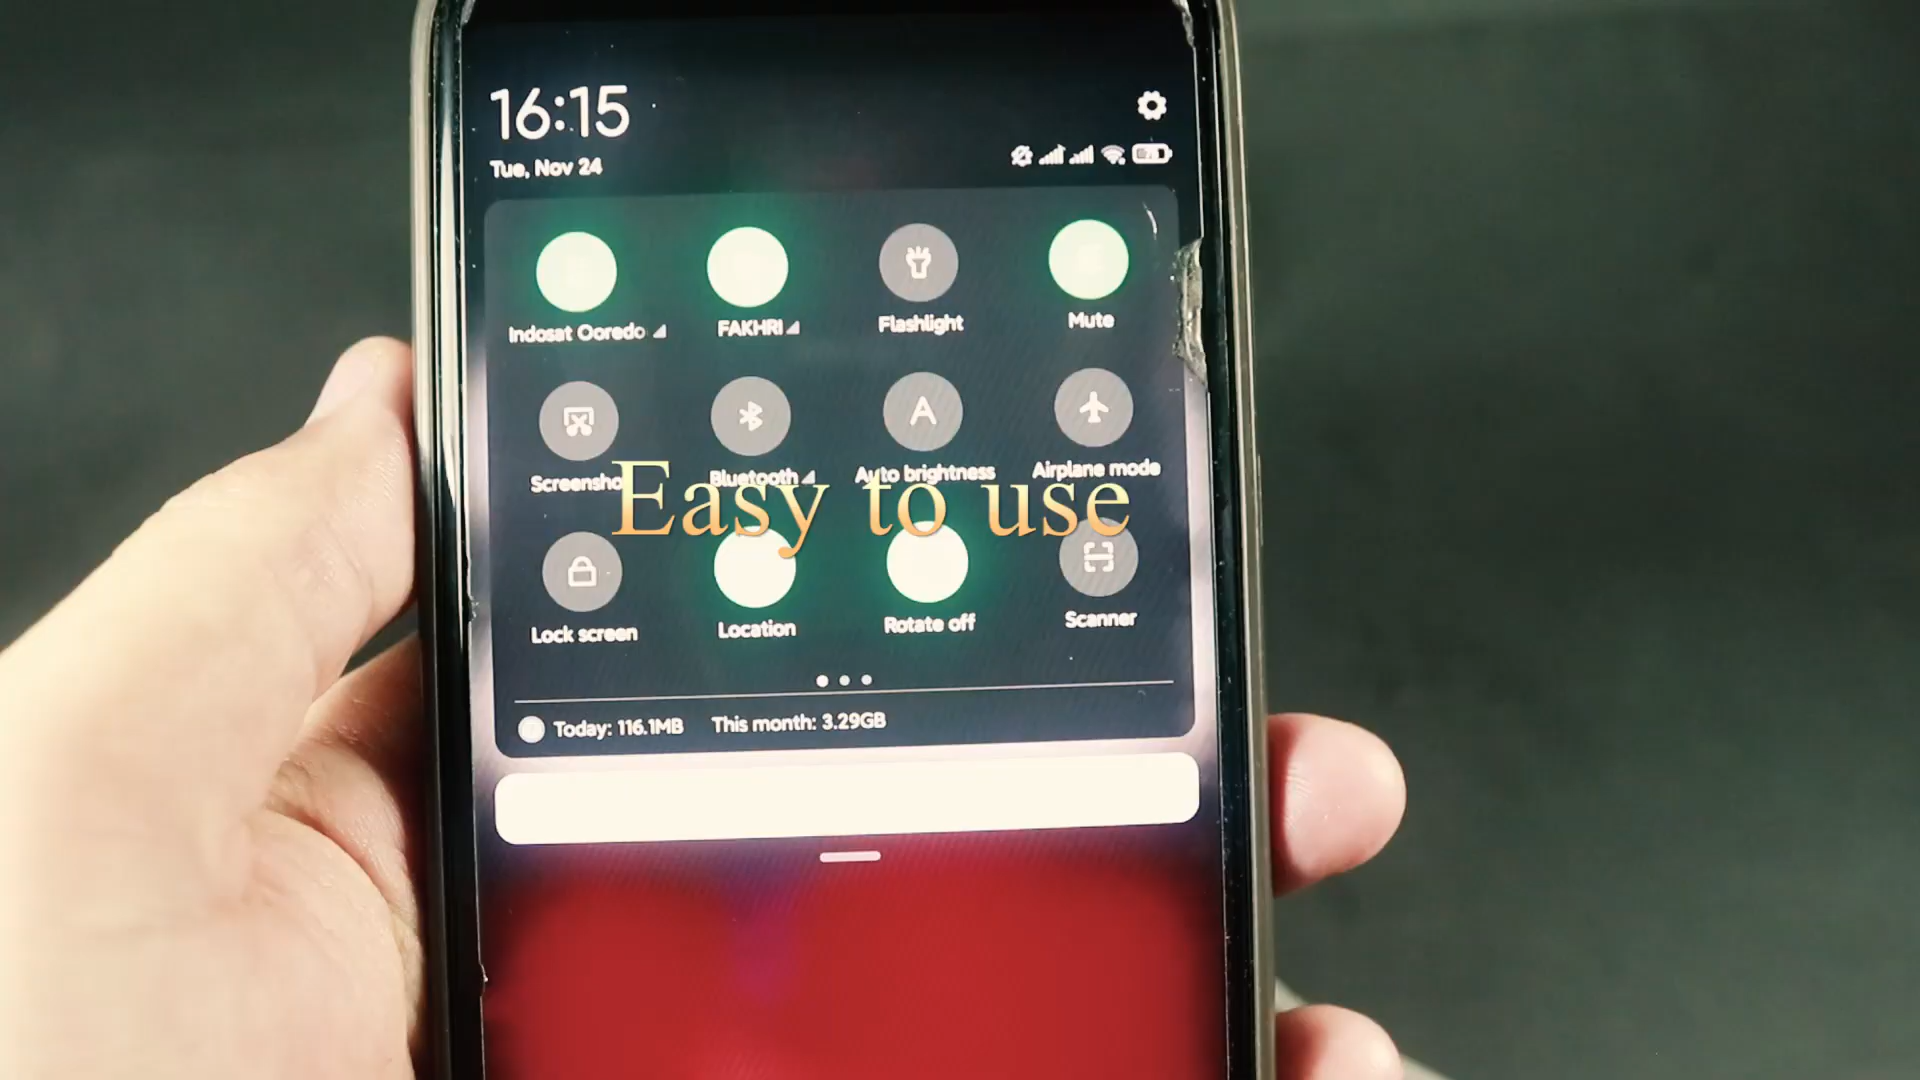 16:15
Tue, Nov 24
Indosat Ooredo
FAKHRI
Flashlight
Mute
Screensho
Bluetooth
Auto brightness
Airplane mode
Easy to use
Lock screen
Location
Rotate off
Scanner
Today: 116.1MB This month: 3.29GB